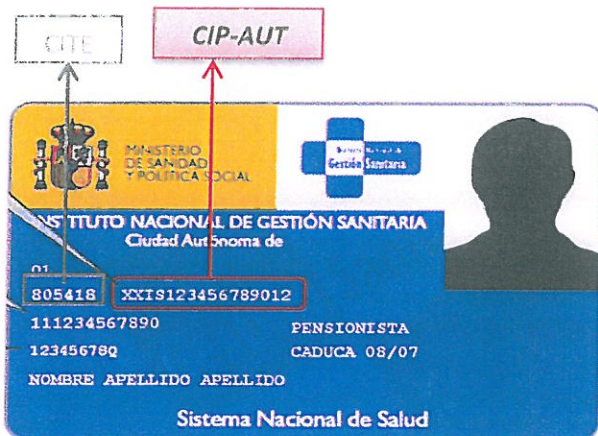 CITE
CIP-AUT
MINISTERIO
DE SANIDAD
Y POLÍTICA SOCIAL
Gestión Sanitaria
INSTITUTO NACIONAL DE GESTIÓN SANITARIA
Ciudad Autónoma de
01
805418 XXIS123456789012
111234567890 PENSIONISTA
12345678Q CADUCA 08/07
NOMBRE APELLIDO APELLIDO
Sistema Nacional de Salud